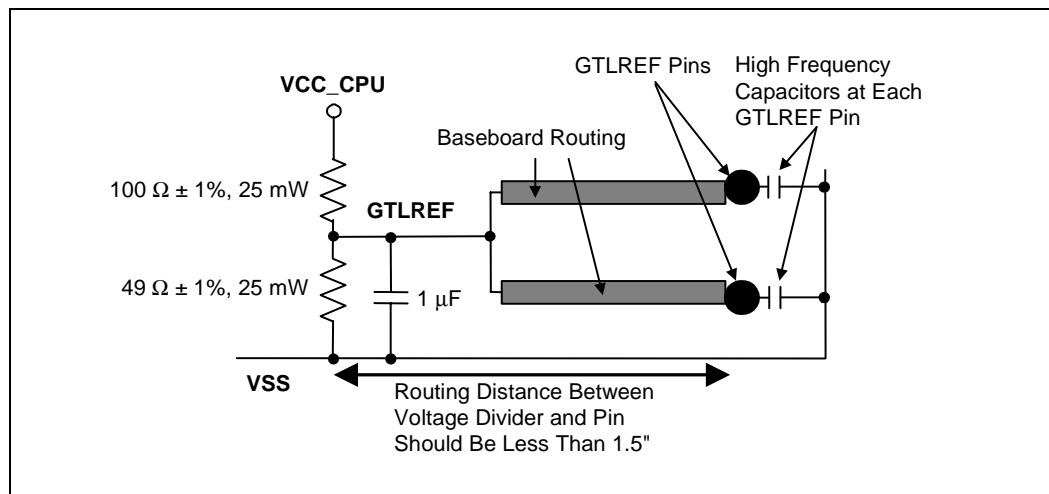 GTLREF Pins
High Frequency
Capacitors at Each
GTLREF Pin
VCC_CPU
Baseboard Routing
100 Ω ± 1%, 25 mW
GTLREF
49 Ω ± 1%, 25 mW
1 μF
VSS
Routing Distance Between
Voltage Divider and Pin
Should Be Less Than 1.5"